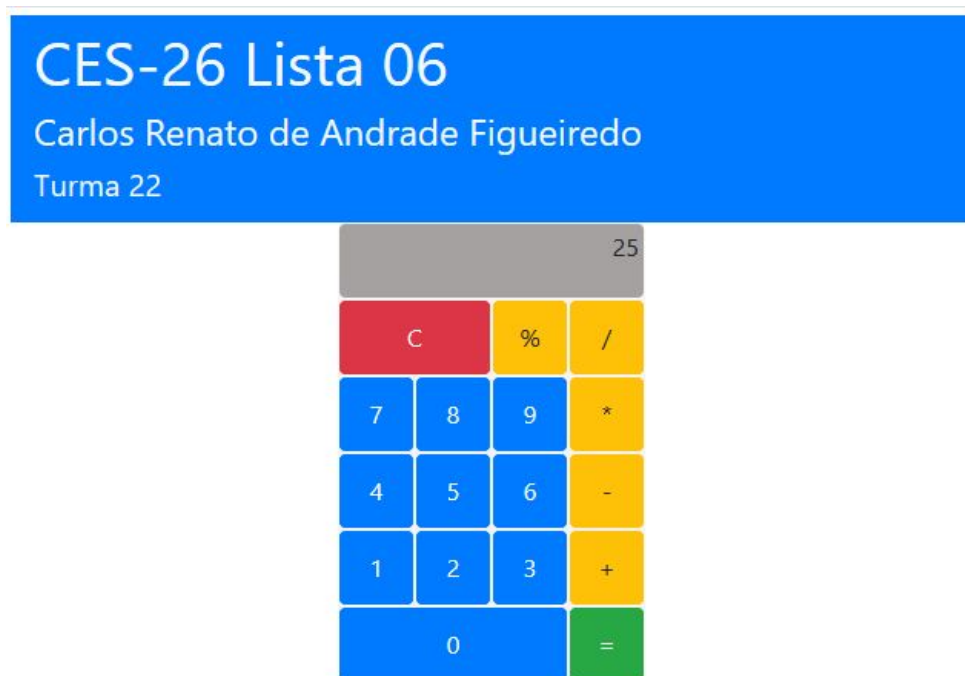 CES-26 Lista 06
Carlos Renato de Andrade Figueiredo
Turma 22
25
C % /
7 8 9 *
4 5 6 -
1 2 3 +
0 =